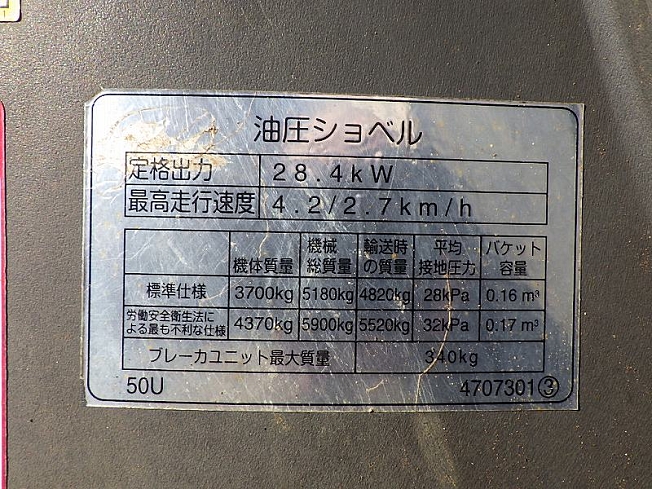 油圧ショベル
定格出力 28.4kW
最高走行速度 4.2/2.7km/h
機体質量 機械総質量 輸送時の質量 平均接地圧力 バケット容量
標準仕様 3700kg 5180kg 4820kg 28kPa 0.16 m³
労働安全衛生法による最も不利な仕様 4370kg 5900kg 5520kg 32kPa 0.17 m³
ブレーカユニット最大質量 340kg
50U 4707301③